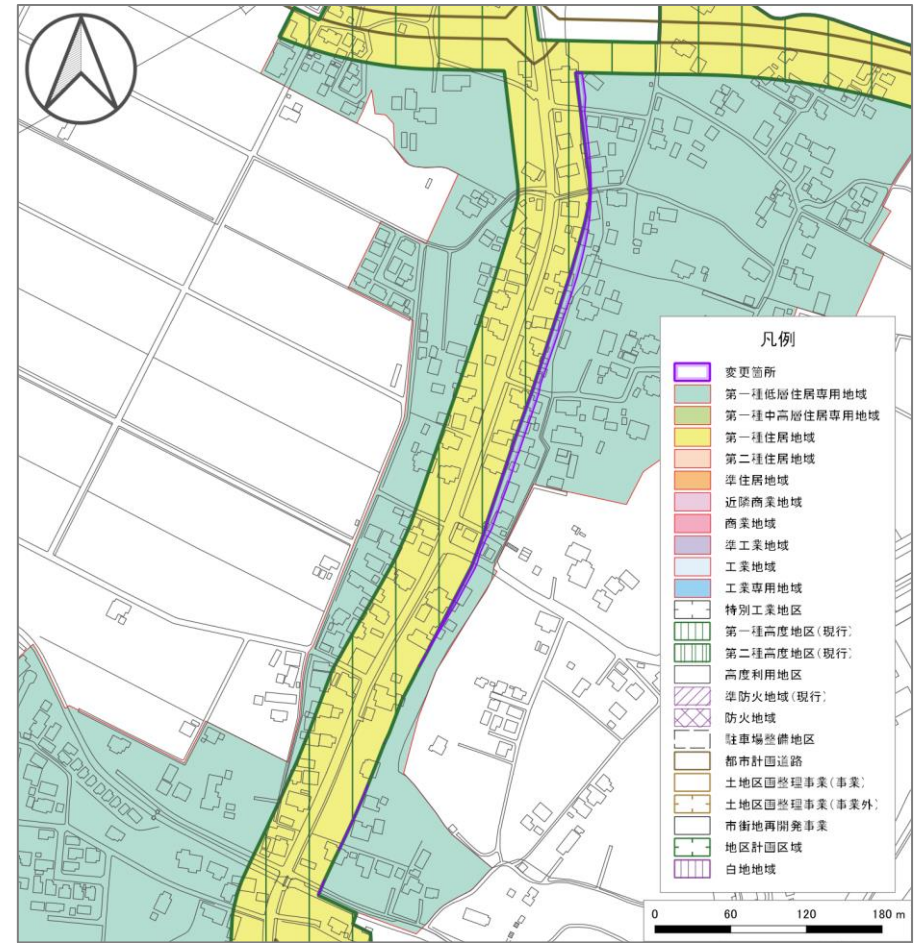 凡例
変更箇所
第一種低層住居専用地域
第一種中高層住居専用地域
第一種住居地域
第二種住居地域
準住居地域
近隣商業地域
商業地域
準工業地域
工業地域
工業専用地域
特別工業地区
第一種高度地区(現行)
第二種高度地区(現行)
高度利用地区
準防火地域(現行)
防火地域
駐車場整備地区
都市計画道路
土地区画整理事業(事業)
土地区画整理事業(事業外)
市街地再開発事業
地区計画区域
白地地域
0 60 120 180 m